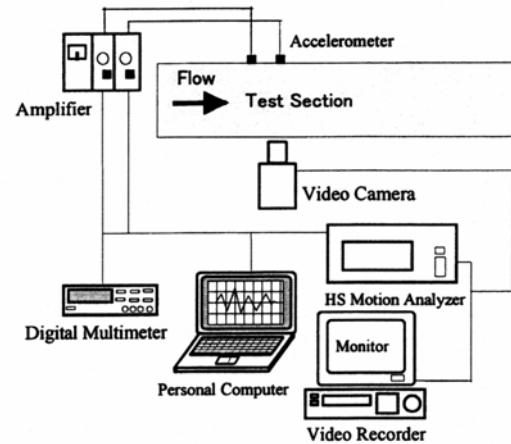 Accelerometer
Flow
Test Section
Amplifier
Video Camera
HS Motion Analyzer
Digital Multimeter
Monitor
Personal Computer
Video Recorder